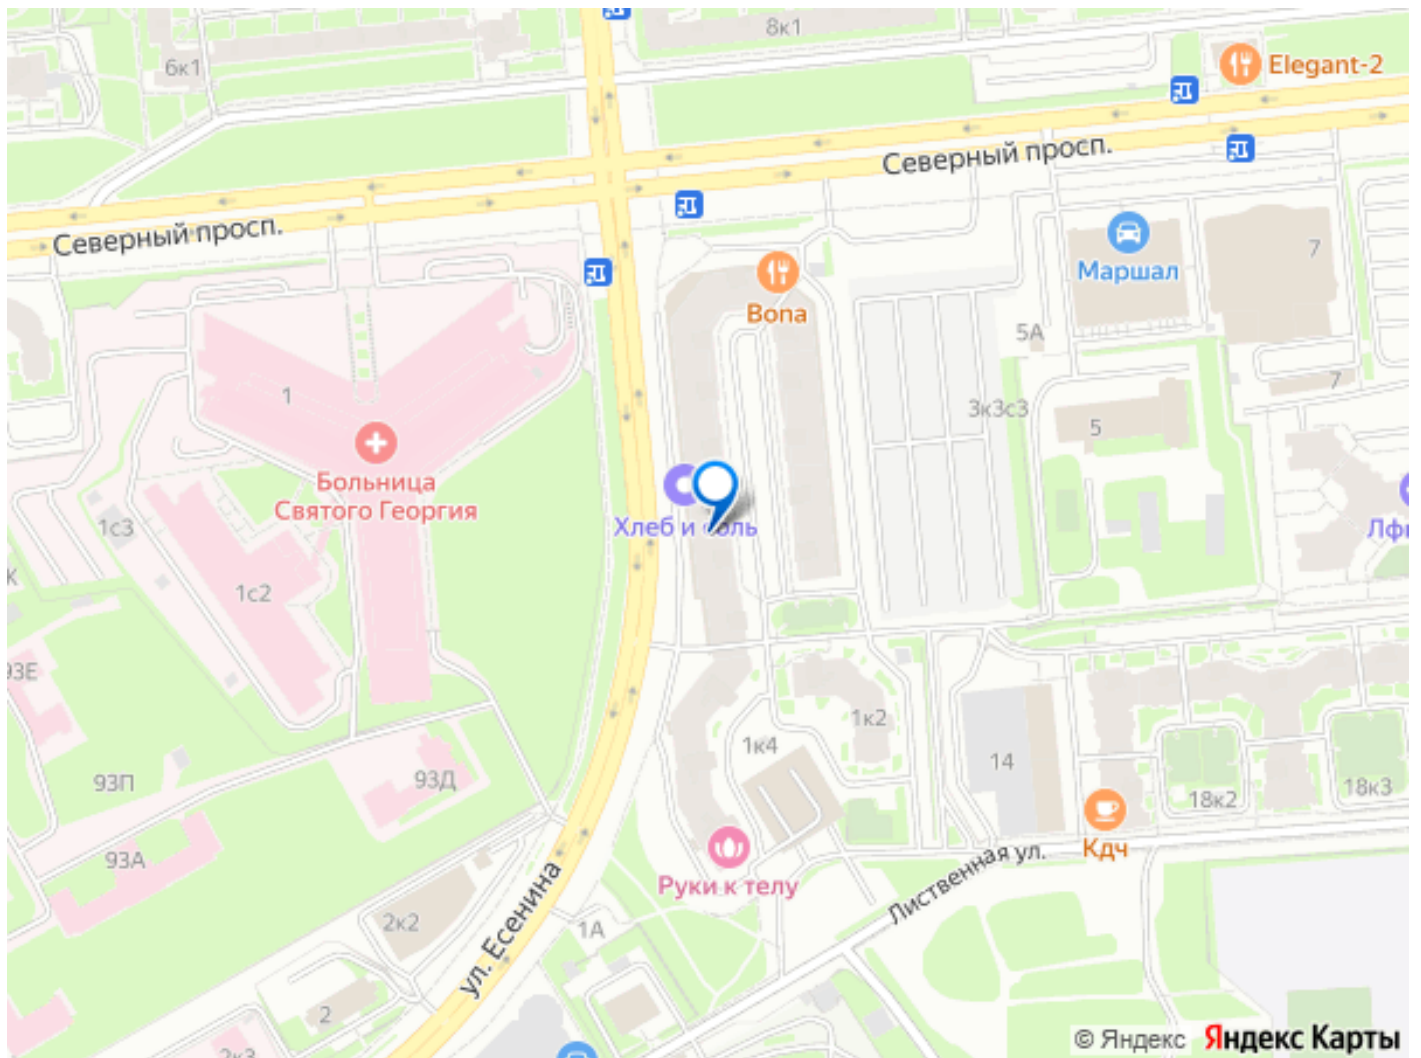 8к1
6к1
Elegant-2
Северный просп.
Северный просп.
Bona
Маршал
7
5А
7
1
3к3с3
5
Больница
Святого Георгия
Хлеб и
1с3
1с2
93Е
1к2
1к4
14
93П
93Д
18к2
18к3
93А
Кдч
Руки к телу
Лиственная ул.
ул. Есенина
2к2
1А
2
© Яндекс Яндекс Карты